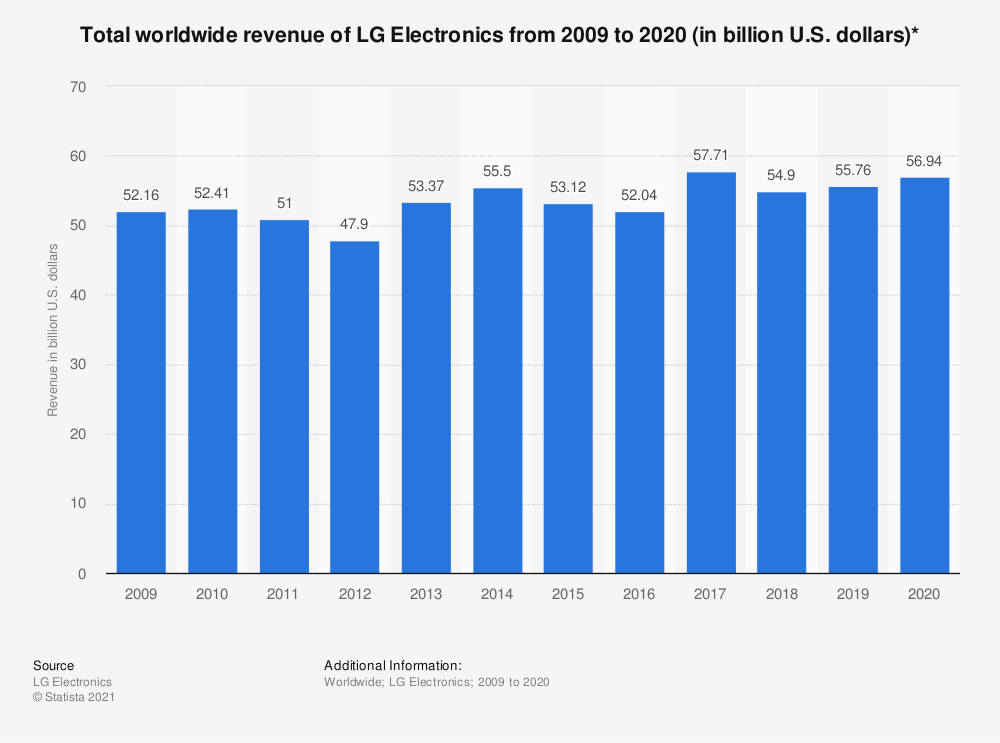 Total worldwide revenue of LG Electronics from 2009 to 2020 (in billion U.S. dollars)*
Revenue in billion U.S. dollars
70
60
50
40
30
20
10
0
52.16
52.41
51
47.9
53.37
55.5
53.12
52.04
57.71
54.9
55.76
56.94
2009 2010 2011 2012 2013 2014 2015 2016 2017 2018 2019 2020
Source
LG Electronics
© Statista 2021
Additional Information:
Worldwide; LG Electronics; 2009 to 2020